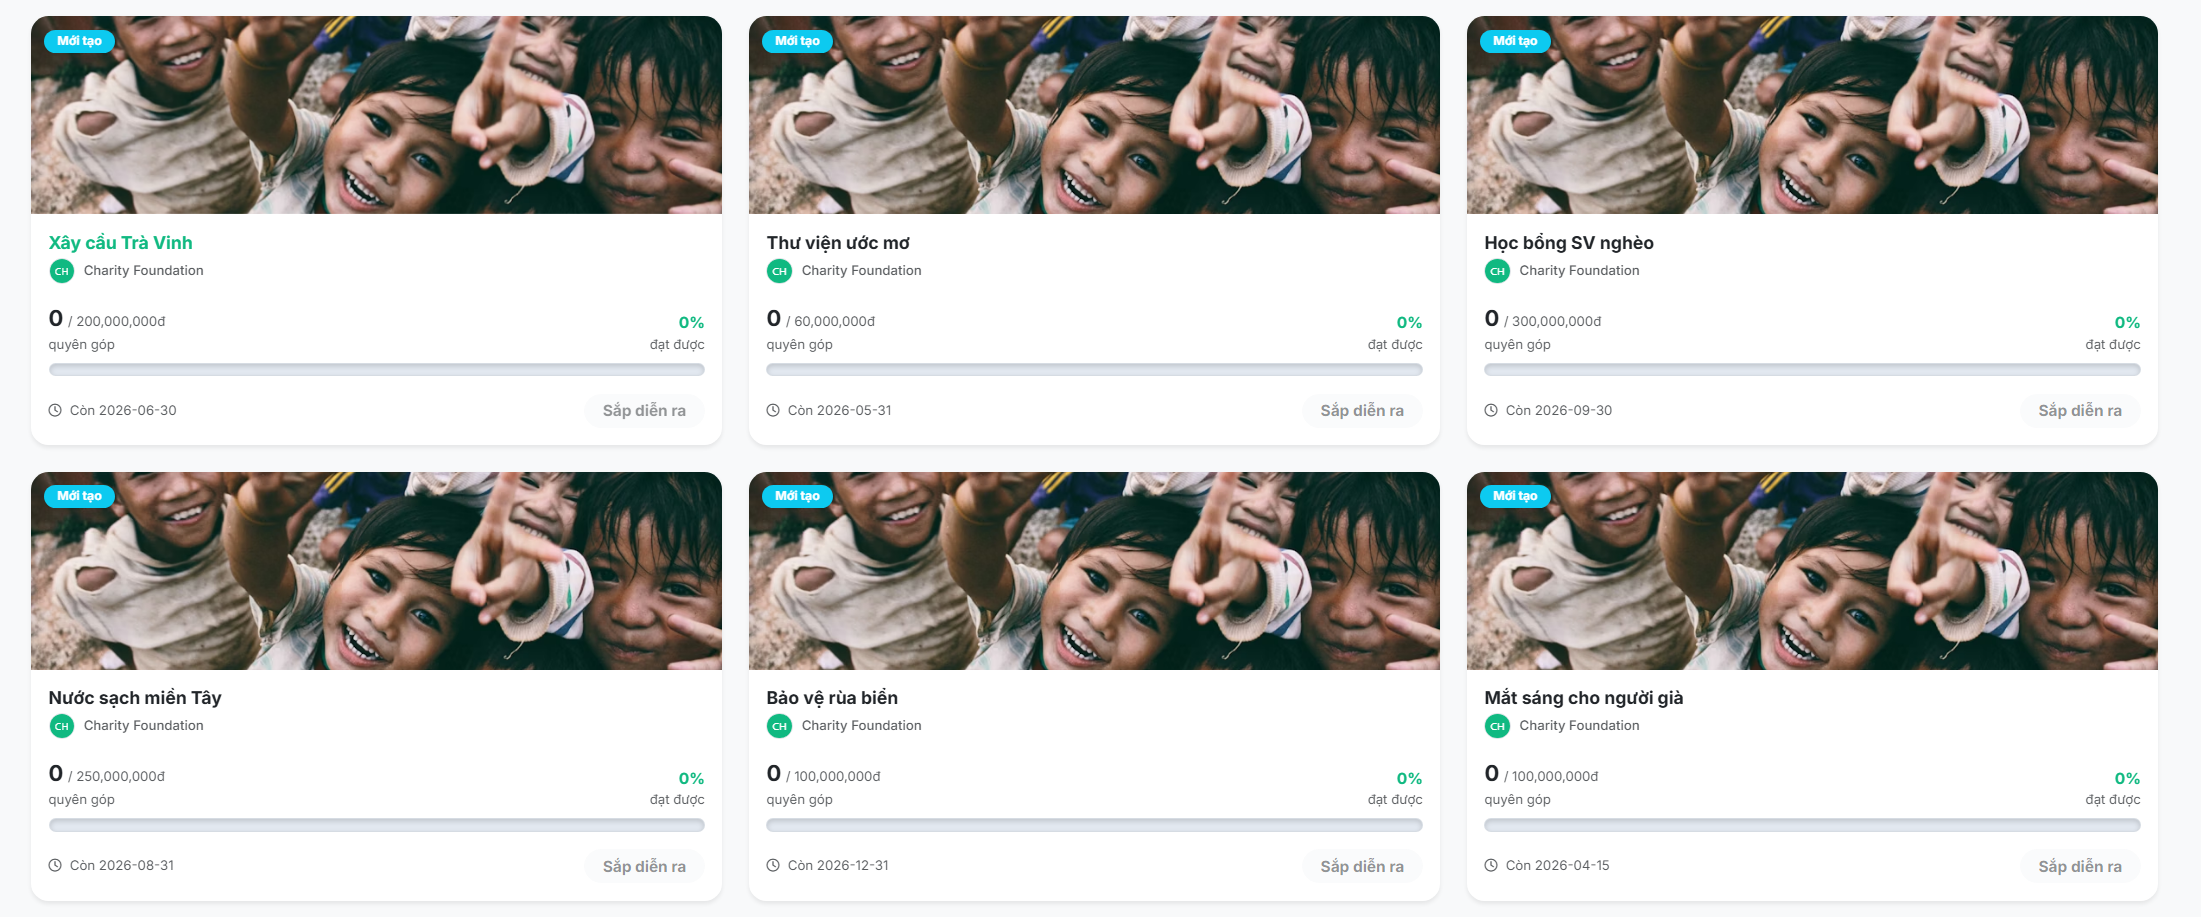 Mới tạo
Xây cầu Trà Vinh
CH Charity Foundation
0 / 200,000,000đ 0%
quyên góp đạt được
Còn 2026-06-30 Sắp diễn ra
Mới tạo
Thư viện ước mơ
CH Charity Foundation
0 / 60,000,000đ 0%
quyên góp đạt được
Còn 2026-05-31 Sắp diễn ra
Mới tạo
Học bổng SV nghèo
CH Charity Foundation
0 / 300,000,000đ 0%
quyên góp đạt được
Còn 2026-09-30 Sắp diễn ra
Mới tạo
Nước sạch miền Tây
CH Charity Foundation
0 / 250,000,000đ 0%
quyên góp đạt được
Còn 2026-08-31 Sắp diễn ra
Mới tạo
Bảo vệ rùa biển
CH Charity Foundation
0 / 100,000,000đ 0%
quyên góp đạt được
Còn 2026-12-31 Sắp diễn ra
Mới tạo
Mắt sáng cho người già
CH Charity Foundation
0 / 100,000,000đ 0%
quyên góp đạt được
Còn 2026-04-15 Sắp diễn ra